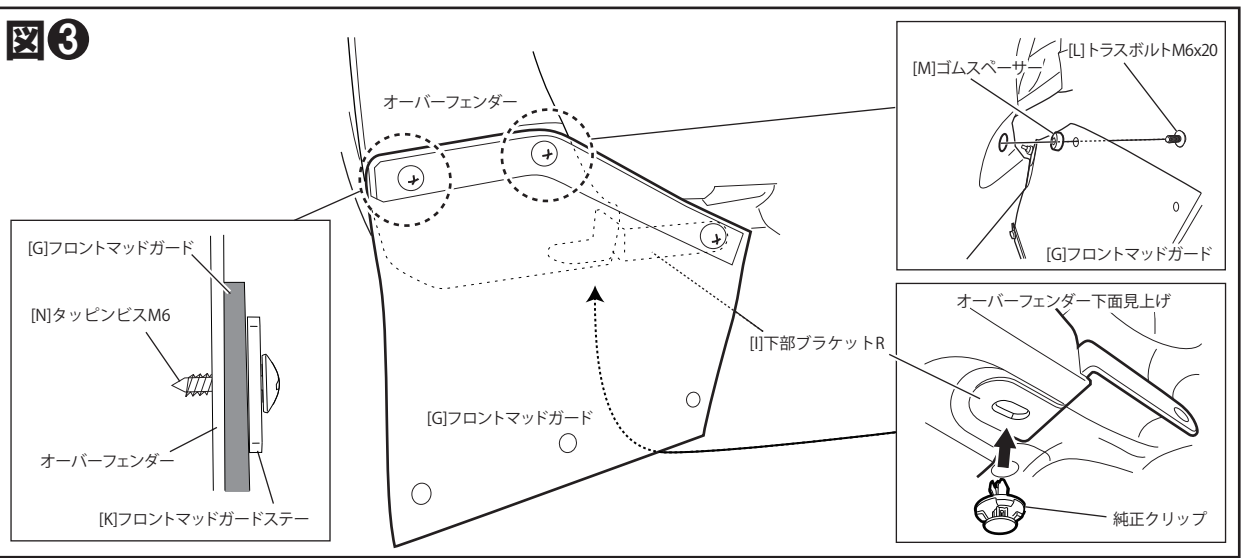 図❸
オーバーフェンダー
[G]フロントマッドガード
[N]タッピンビスM6
オーバーフェンダー
[K]フロントマッドガードステー
[G]フロントマッドガード
[I]下部ブラケットR
[M]ゴムスペーサー
[L]トラスボルトM6x20
[G]フロントマッドガード
オーバーフェンダー下面見上げ
純正クリップ